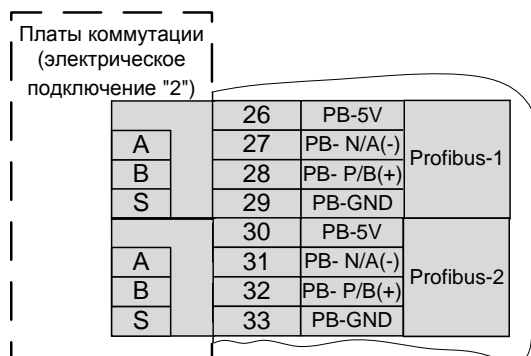 Платы коммутации
(электрическое
подключение "2")
26 PB-5V
A 27 PB- N/A(-)
Profibus-1
B 28 PB- P/B(+)
S 29 PB-GND
30 PB-5V
A 31 PB- N/A(-)
Profibus-2
B 32 PB- P/B(+)
S 33 PB-GND